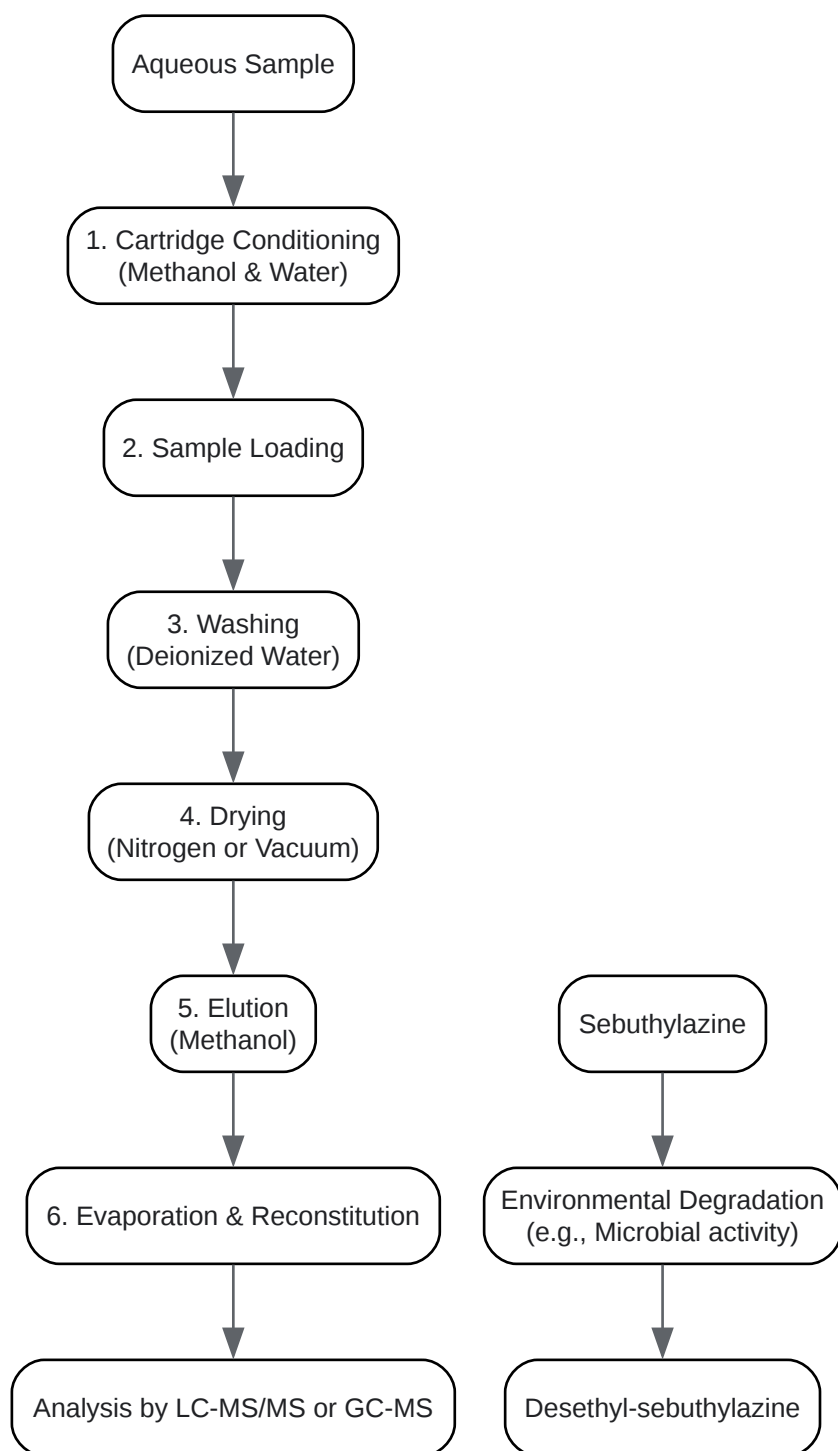 Aqueous Sample
1. Cartridge Conditioning
(Methanol & Water)
2. Sample Loading
3. Washing
(Deionized Water)
4. Drying
(Nitrogen or Vacuum)
5. Elution
(Methanol)
6. Evaporation & Reconstitution
Analysis by LC-MS/MS or GC-MS
Sebuthylazine
Environmental Degradation
(e.g., Microbial activity)
Desethyl-sebuthylazine